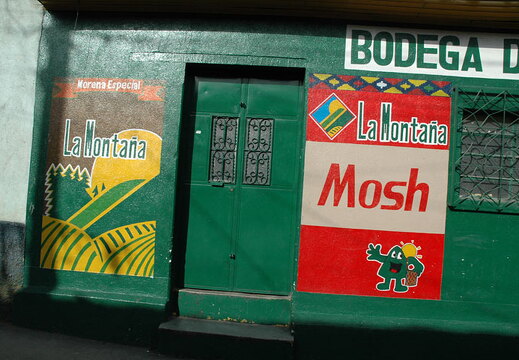 BODEGA D
Morena Especial
La Montaña
La Montaña
Mosh